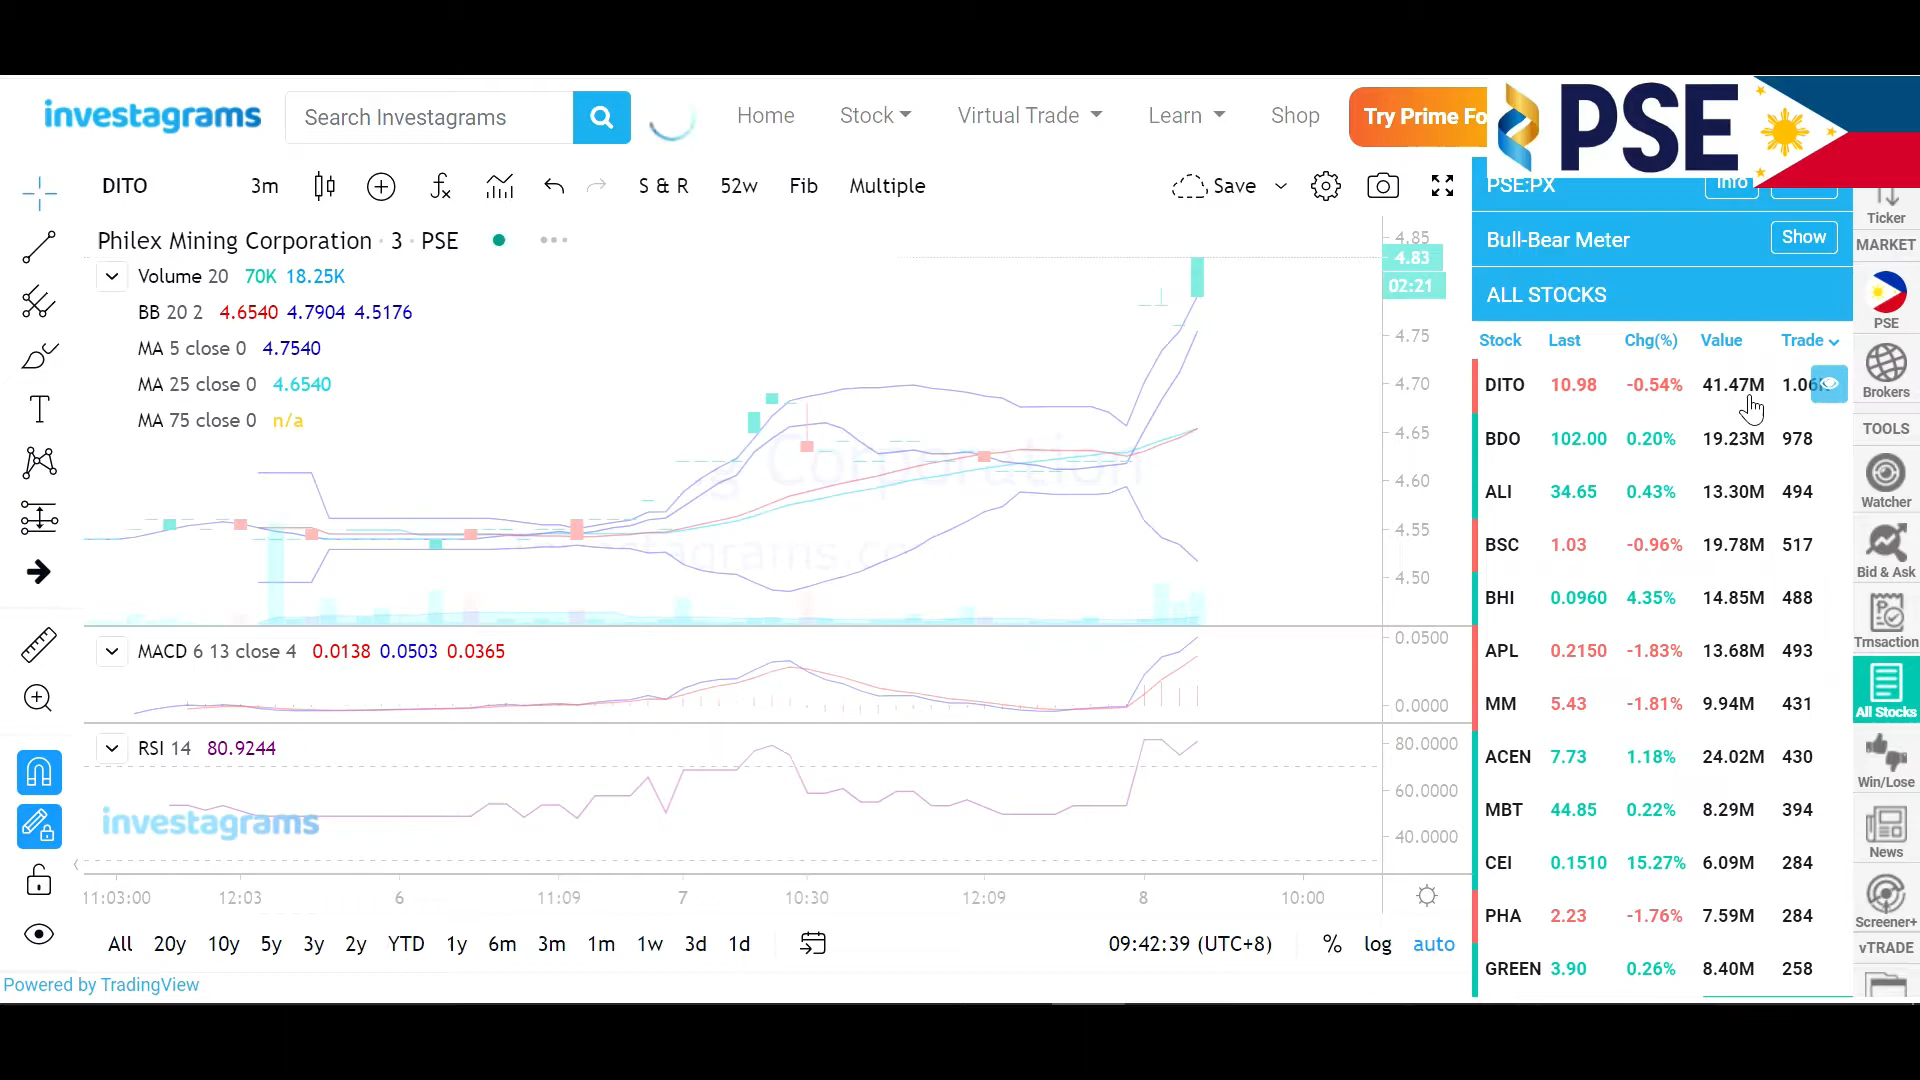 investagrams
Search Investagrams
Home
Stock
Virtual Trade
Learn
Shop
Try Prime Fo
PSE
DITO
3m
S & R
52w
Fib
Multiple
Save
PSE:PX
Info
Ticker
MARKET
Philex Mining Corporation · 3 · PSE
Bull-Bear Meter
Show
Volume 20 70K 18.25K
BB 20 2 4.6540 4.7904 4.5176
MA 5 close 0 4.7540
MA 25 close 0 4.6540
MA 75 close 0 n/a
4.85
4.83
02:21
4.75
4.70
4.65
4.60
4.55
4.50
g Corporation
MACD 6 13 close 4 0.0138 0.0503 0.0365
0.0500
0.0000
RSI 14 80.9244
80.0000
60.0000
40.0000
investagrams
11:03:00 12:03 6 11:09 7 10:30 12:09 8 10:00
All 20y 10y 5y 3y 2y YTD 1y 6m 3m 1m 1w 3d 1d
09:42:39 (UTC+8) % log auto
Powered by TradingView
ALL STOCKS
Stock Last Chg(%) Value Trade
DITO 10.98 -0.54% 41.47M 1.06
BDO 102.00 0.20% 19.23M 978
ALI 34.65 0.43% 13.30M 494
BSC 1.03 -0.96% 19.78M 517
BHI 0.0960 4.35% 14.85M 488
APL 0.2150 -1.83% 13.68M 493
MM 5.43 -1.81% 9.94M 431
ACEN 7.73 1.18% 24.02M 430
MBT 44.85 0.22% 8.29M 394
CEI 0.1510 15.27% 6.09M 284
PHA 2.23 -1.76% 7.59M 284
GREEN 3.90 0.26% 8.40M 258
PSE
Brokers
TOOLS
Watcher
Bid & Ask
Trnsaction
All Stocks
Win/Lose
News
Screener+
vTRADE